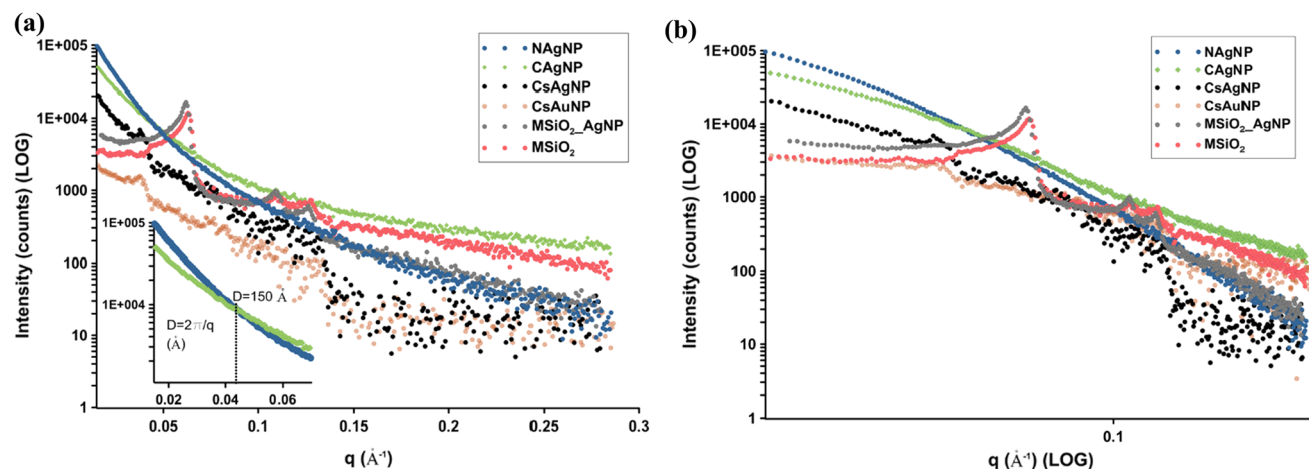 (a)
1E+005
1E+004
1000
100
10
1
Intensity (counts) (LOG)
NAgNP
CAgNP
CsAgNP
CsAuNP
MSiO₂_AgNP
MSiO₂
1E+005
1E+004
D=150 Å
D=2π/q
(Å)
0.02 0.04 0.06
0.05 0.1 0.15 0.2 0.25 0.3
q (Å⁻¹)
(b)
1E+005
1E+004
1000
100
10
1
Intensity (counts) (LOG)
NAgNP
CAgNP
CsAgNP
CsAuNP
MSiO₂_AgNP
MSiO₂
0.1
q (Å⁻¹) (LOG)